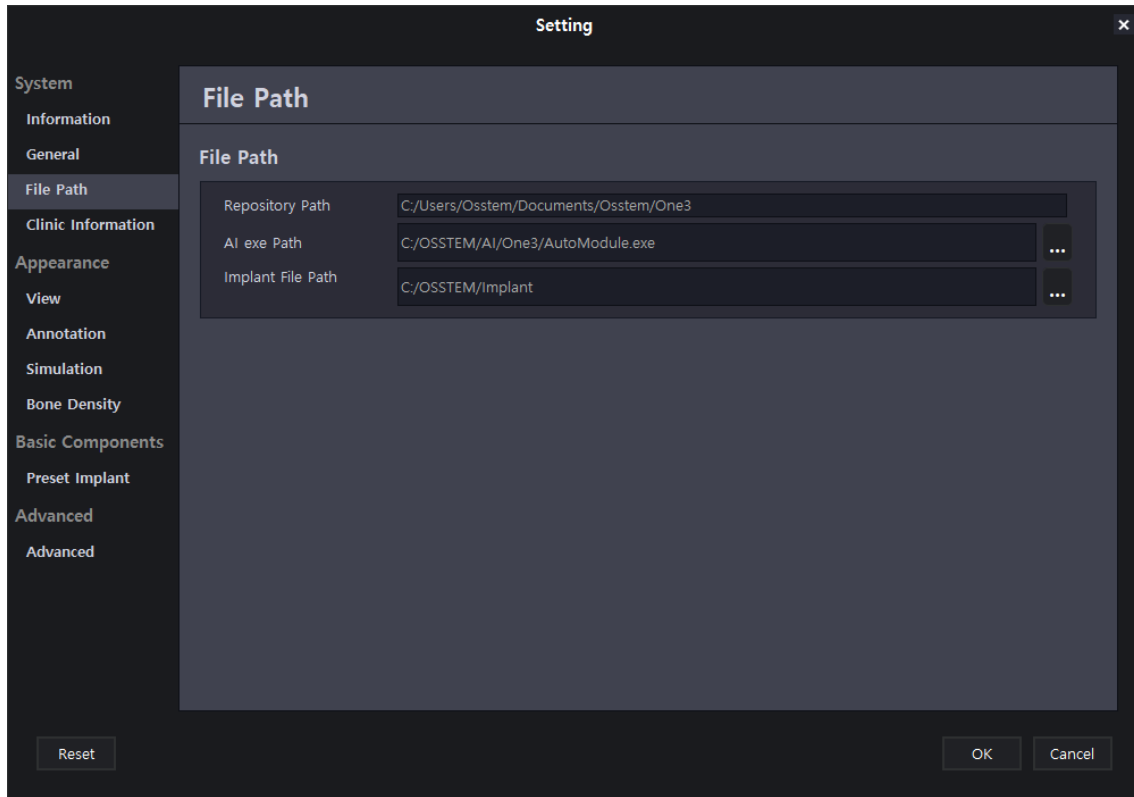 Setting
System
Information
General
File Path
Clinic Information
Appearance
View
Annotation
Simulation
Bone Density
Basic Components
Preset Implant
Advanced
Advanced
File Path
File Path
Repository Path C:/Users/Osstem/Documents/Osstem/One3
AI exe Path C:/OSSTEM/AI/One3/AutoModule.exe ...
Implant File Path C:/OSSTEM/Implant ...
Reset OK Cancel